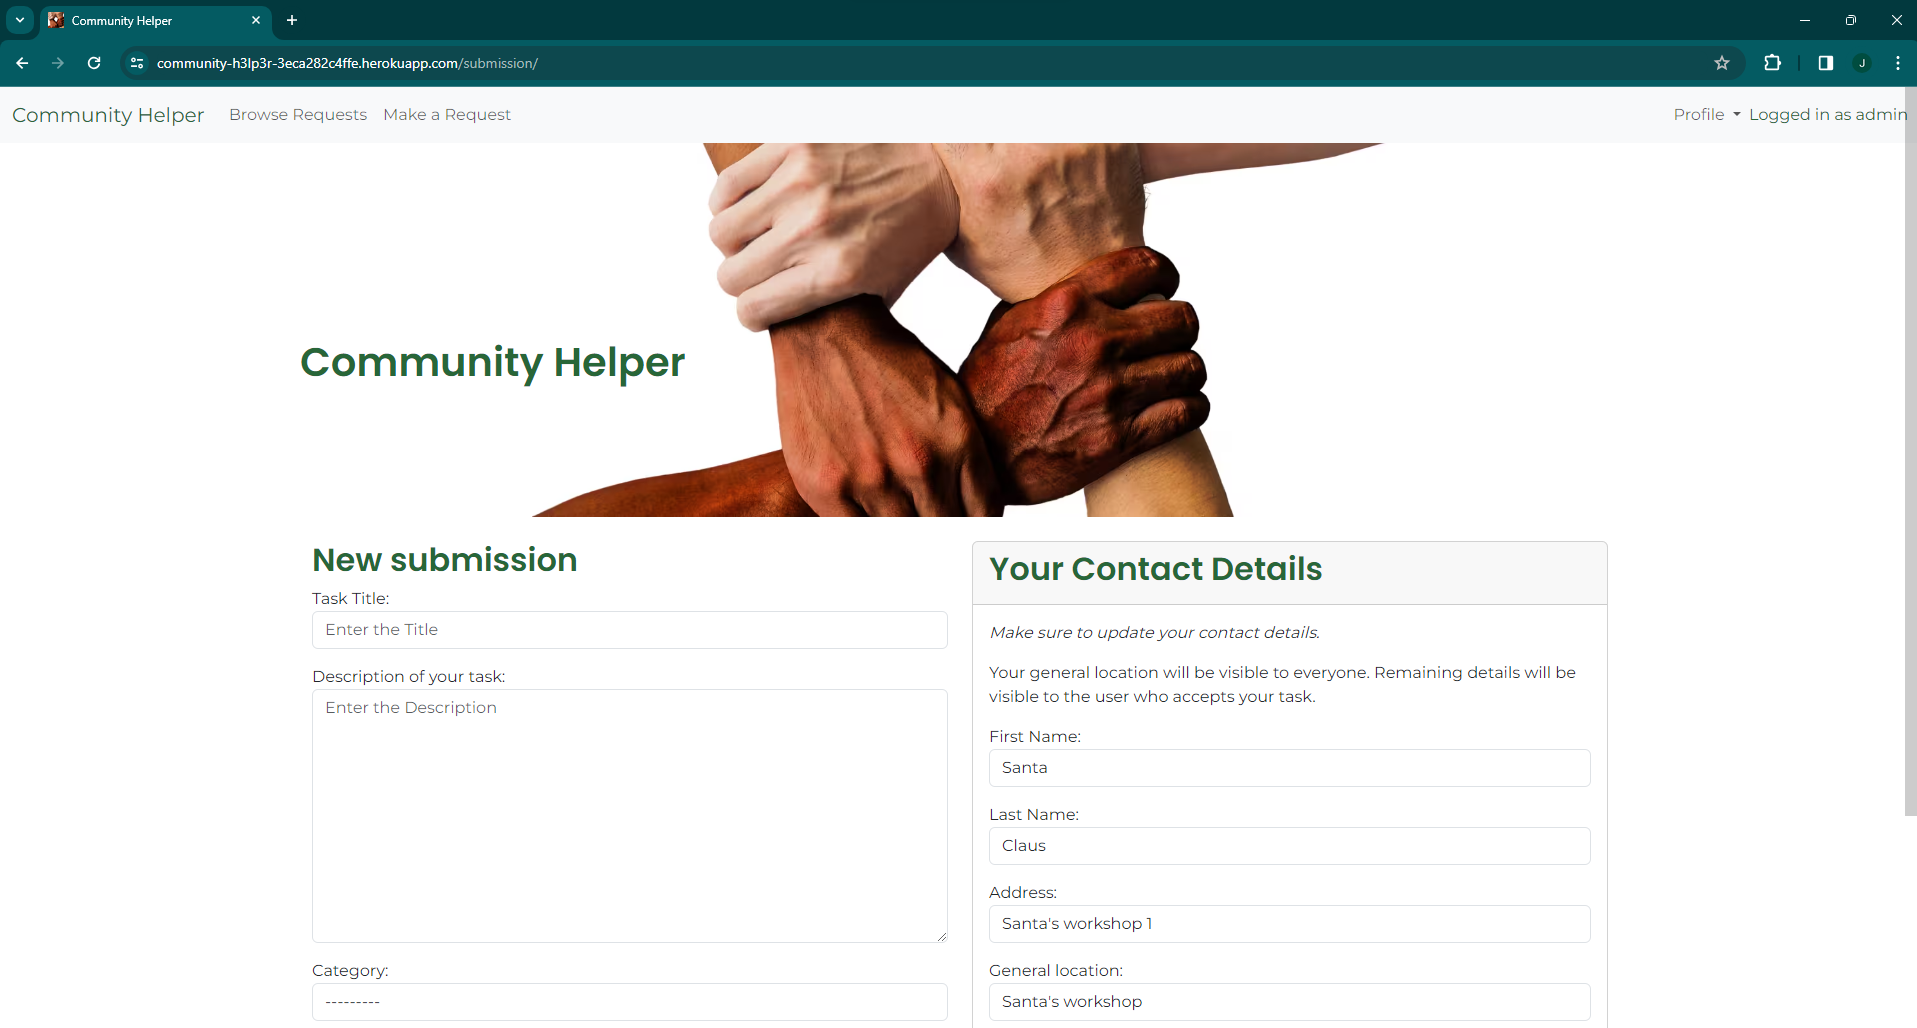 Community Helper
community-h3lp3r-3eca282c4ffe.herokuapp.com/submission/
J
Community Helper
Browse Requests
Make a Request
Profile
Logged in as admin
Community Helper
New submission
Task Title:
Enter the Title
Description of your task:
Enter the Description
Category:
---------
Your Contact Details
Make sure to update your contact details.
Your general location will be visible to everyone. Remaining details will be
visible to the user who accepts your task.
First Name:
Santa
Last Name:
Claus
Address:
Santa's workshop 1
General location:
Santa's workshop